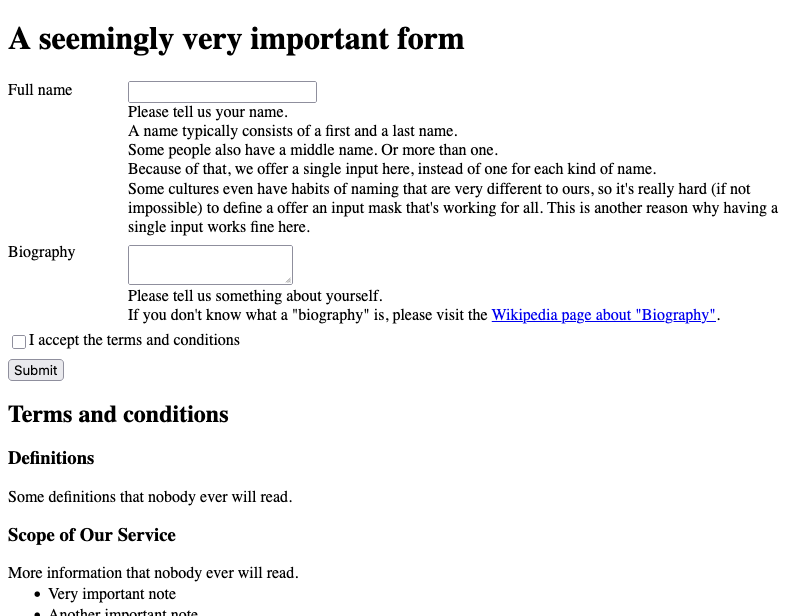 A seemingly very important form
Full name
Please tell us your name.
A name typically consists of a first and a last name.
Some people also have a middle name. Or more than one.
Because of that, we offer a single input here, instead of one for each kind of name.
Some cultures even have habits of naming that are very different to ours, so it's really hard (if not
impossible) to define a offer an input mask that's working for all. This is another reason why having a
single input works fine here.
Biography
Please tell us something about yourself.
If you don't know what a "biography" is, please visit the Wikipedia page about "Biography".
I accept the terms and conditions
Submit
Terms and conditions
Definitions
Some definitions that nobody ever will read.
Scope of Our Service
More information that nobody ever will read.
• Very important note
• Another important note